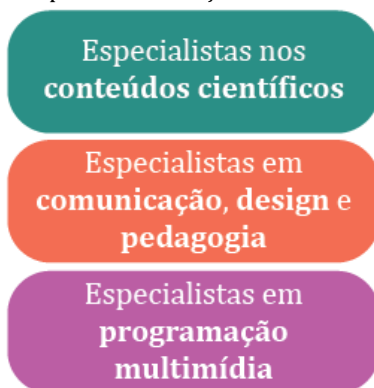 Especialistas nos
conteúdos científicos
Especialistas em
comunicação, design e
pedagogia
Especialistas em
programação
multimídia